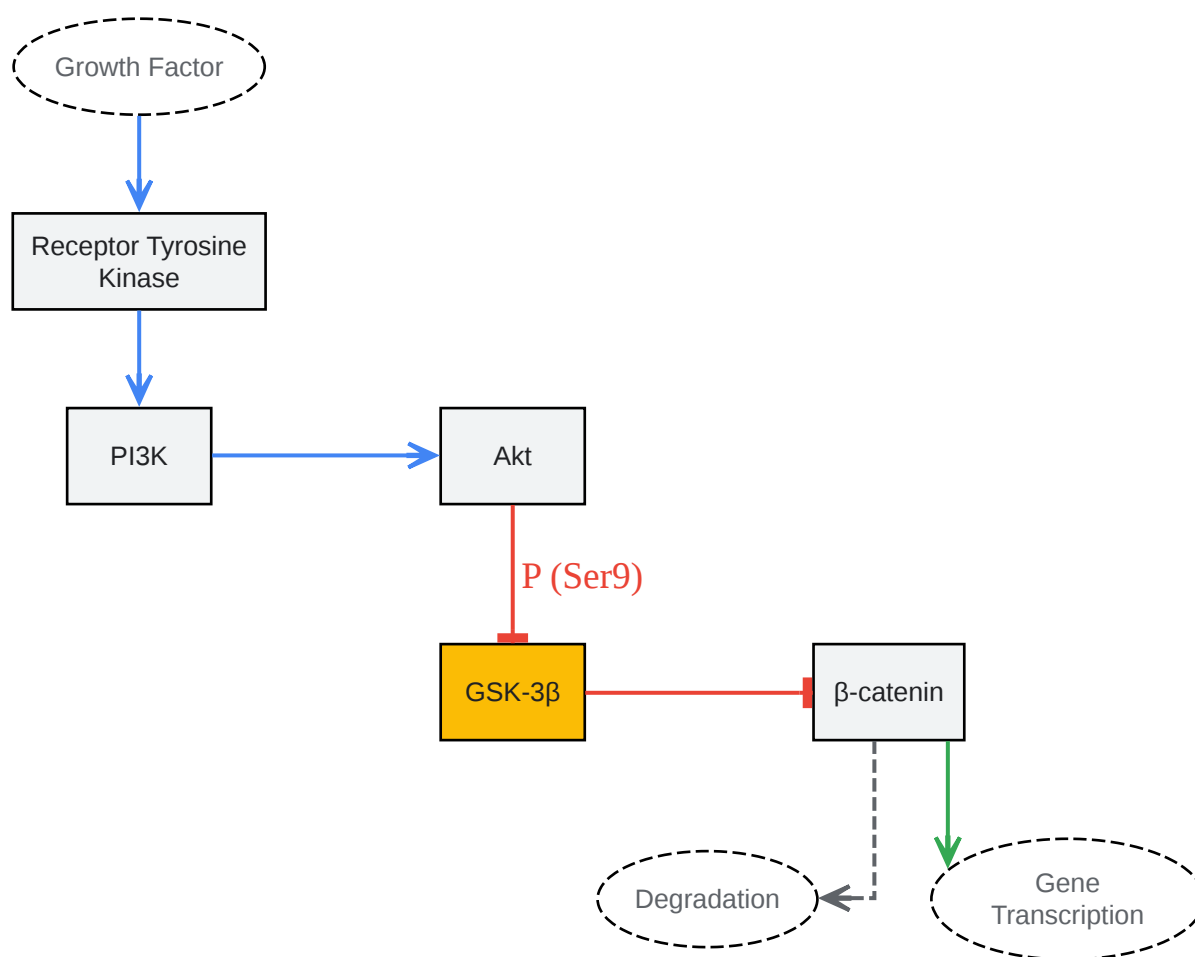 Growth Factor
Receptor Tyrosine
Kinase
PI3K
Akt
P (Ser9)
GSK-3β
β-catenin
Degradation
Gene
Transcription